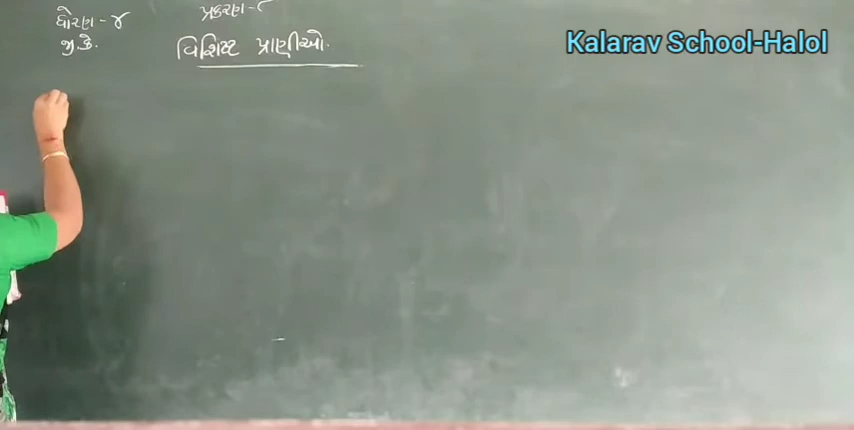 ધોરણ - ૪
જી.કે.
પ્રકરણ - ૮
વિશિષ્ટ પ્રાણીઓ.
Kalarav School-Halol